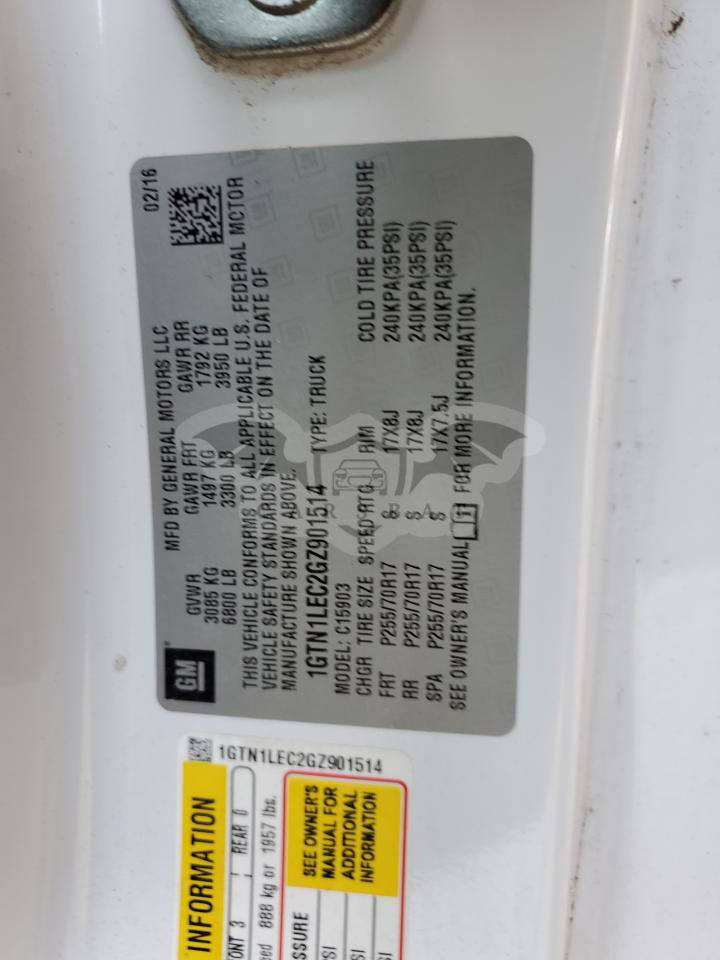 MFD BY GENERAL MOTORS LLC 02/16
GVWR GAWR FRT GAWR RR
3085 KG 1497 KG 1792 KG
6800 LB 3300 LB 3950 LB
THIS VEHICLE CONFORMS TO ALL APPLICABLE U.S. FEDERAL MOTOR
VEHICLE SAFETY STANDARDS IN EFFECT ON THE DATE OF
MANUFACTURE SHOWN ABOVE.
1GTN1LEC2GZ901514 TYPE: TRUCK
MODEL: C15903
CHGR TIRE SIZE SPEED RTG RIM COLD TIRE PRESSURE
FRT P255/70R17 S 17X8J 240KPA(35PSI)
RR P255/70R17 S 17X8J 240KPA(35PSI)
SPA P255/70R17 S 17X7.5J 240KPA(35PSI)
SEE OWNER'S MANUAL FOR MORE INFORMATION.
GM
1GTN1LEC2GZ901514
INFORMATION
3 REAR 0
888 kg or 1957 lbs.
SEE OWNER'S
MANUAL FOR
ADDITIONAL
INFORMATION